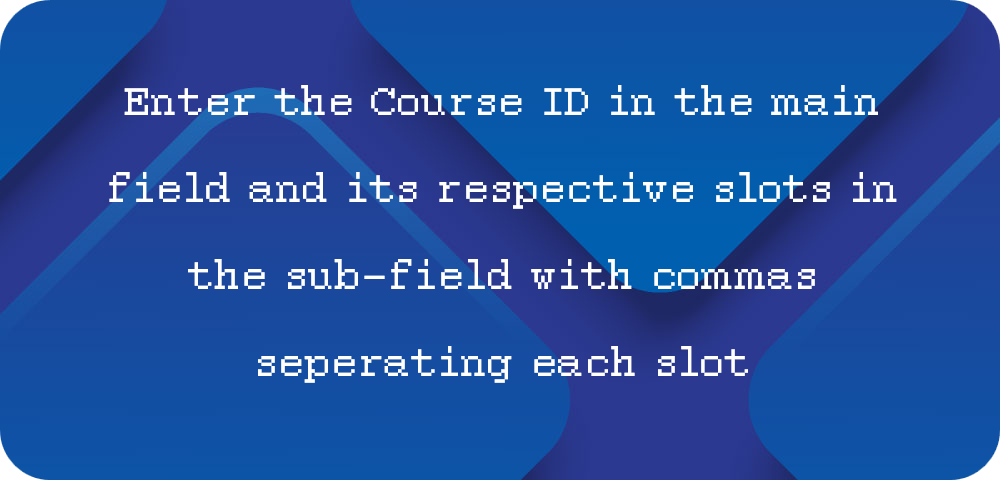 Enter the Course ID in the main
field and its respective slots in
the sub-field with commas
seperating each slot